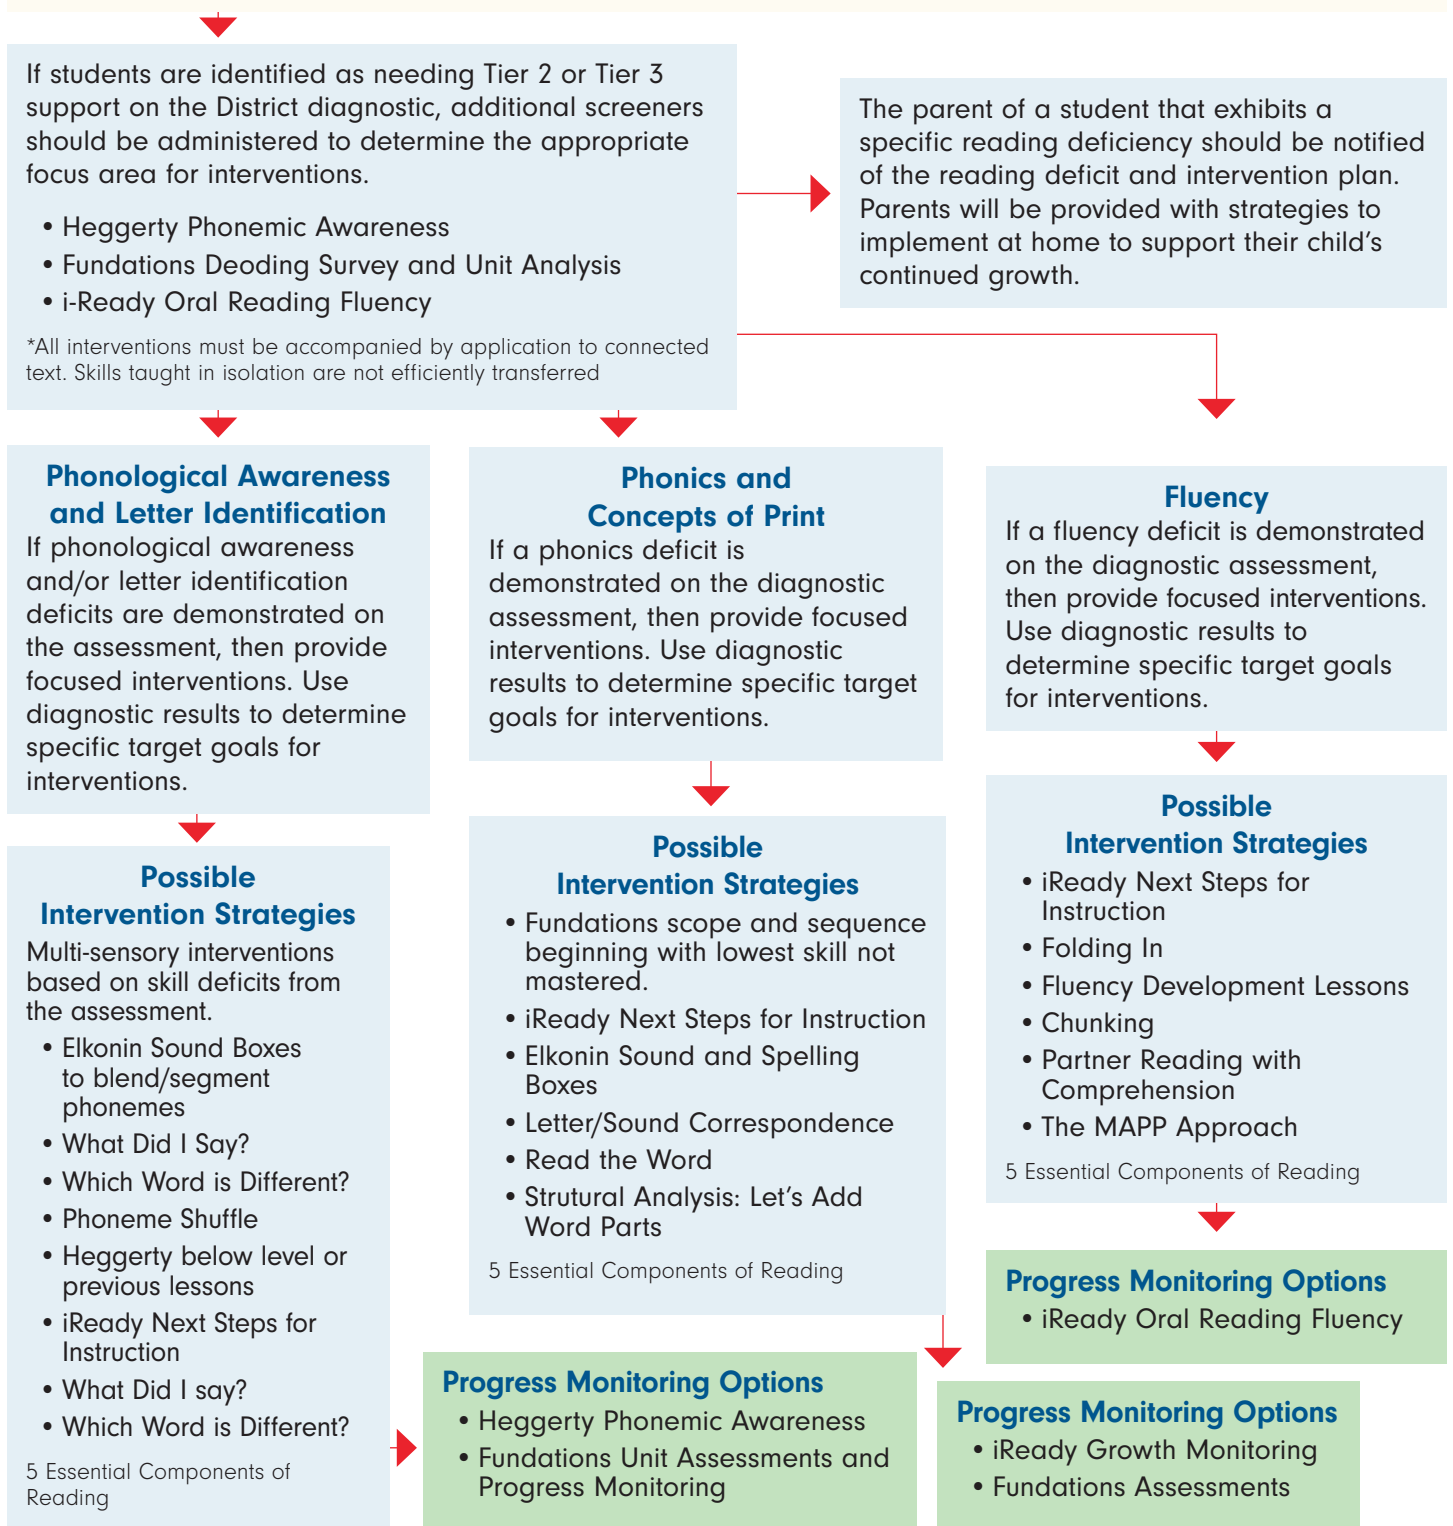 If students are identified as needing Tier 2 or Tier 3
support on the District diagnostic, additional screeners
should be administered to determine the appropriate
focus area for interventions.
• Heggerty Phonemic Awareness
• Fundations Deoding Survey and Unit Analysis
• i-Ready Oral Reading Fluency
*All interventions must be accompanied by application to connected
text. Skills taught in isolation are not efficiently transferred
The parent of a student that exhibits a
specific reading deficiency should be notified
of the reading deficit and intervention plan.
Parents will be provided with strategies to
implement at home to support their child's
continued growth.
Phonological Awareness
and Letter Identification
If phonological awareness
and/or letter identification
deficits are demonstrated on
the assessment, then provide
focused interventions. Use
diagnostic results to determine
specific target goals for
interventions.
Possible
Intervention Strategies
Multi-sensory interventions
based on skill deficits from
the assessment.
• Elkonin Sound Boxes
to blend/segment
phonemes
• What Did I Say?
• Which Word is Different?
• Phoneme Shuffle
• Heggerty below level or
previous lessons
• iReady Next Steps for
Instruction
• What Did I say?
• Which Word is Different?
5 Essential Components of
Reading
Progress Monitoring Options
• Heggerty Phonemic Awareness
• Fundations Unit Assessments and
Progress Monitoring
Phonics and
Concepts of Print
If a phonics deficit is
demonstrated on the diagnostic
assessment, then provide focused
interventions. Use diagnostic
results to determine specific target
goals for interventions.
Possible
Intervention Strategies
• Fundations scope and sequence
beginning with lowest skill not
mastered.
• iReady Next Steps for Instruction
• Elkonin Sound and Spelling
Boxes
• Letter/Sound Correspondence
• Read the Word
• Strutural Analysis: Let's Add
Word Parts
5 Essential Components of Reading
Progress Monitoring Options
• iReady Growth Monitoring
• Fundations Assessments
Fluency
If a fluency deficit is demonstrated
on the diagnostic assessment,
then provide focused interventions.
Use diagnostic results to
determine specific target goals
for interventions.
Possible
Intervention Strategies
• iReady Next Steps for
Instruction
• Folding In
• Fluency Development Lessons
• Chunking
• Partner Reading with
Comprehension
• The MAPP Approach
5 Essential Components of Reading
Progress Monitoring Options
• iReady Oral Reading Fluency